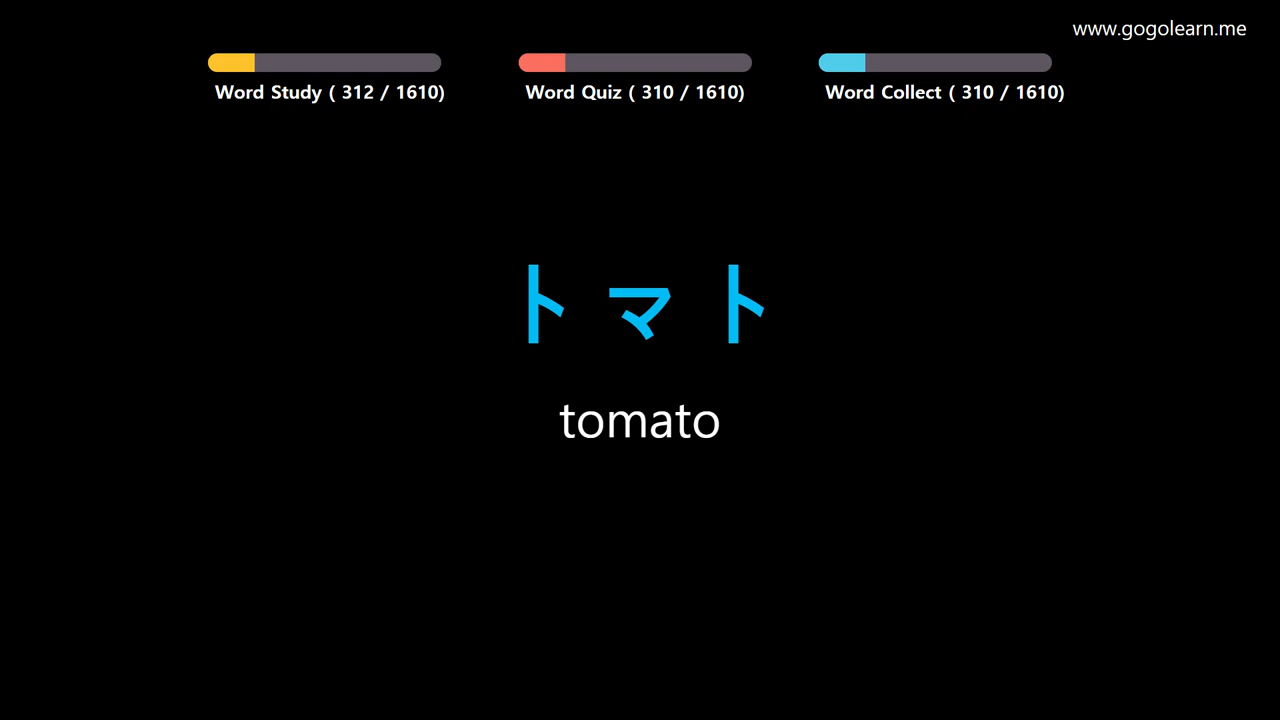 www.gogolearn.me
Word Study ( 312 / 1610)
Word Quiz ( 310 / 1610)
Word Collect ( 310 / 1610)
トマト
tomato